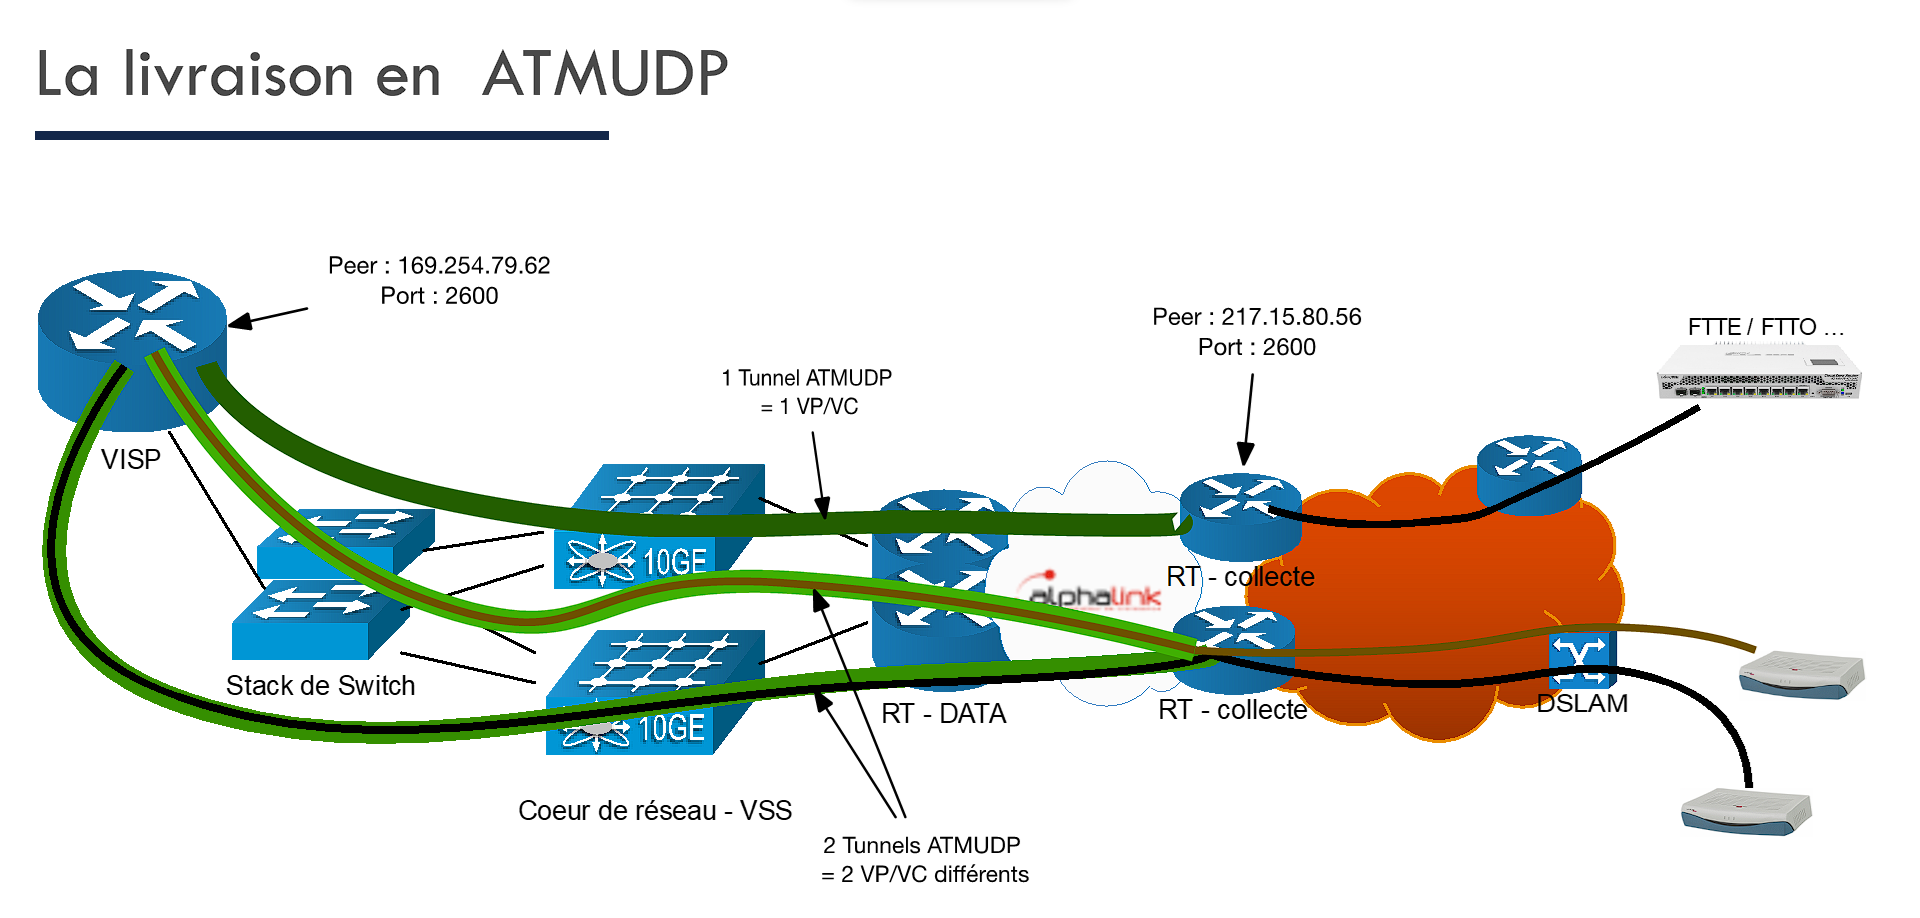 La livraison en ATMUDP
Peer : 169.254.79.62
Port : 2600
Peer : 217.15.80.56
Port : 2600
FTTE / FTTO ...
1 Tunnel ATMUDP
= 1 VP/VC
VISP
10GE
RT - collecte
alphalink
Stack de Switch
10GE
RT - DATA
RT - collecte
DSLAM
Coeur de réseau - VSS
2 Tunnels ATMUDP
= 2 VP/VC différents